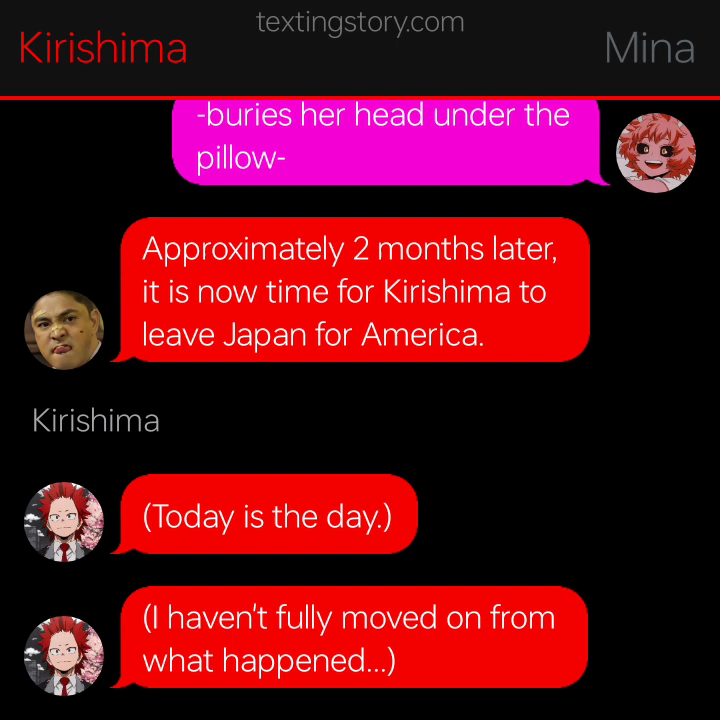 textingstory.com
Kirishima
Mina
-buries her head under the
pillow-
Approximately 2 months later,
it is now time for Kirishima to
leave Japan for America.
Kirishima
(Today is the day.)
(I haven't fully moved on from
what happened...)